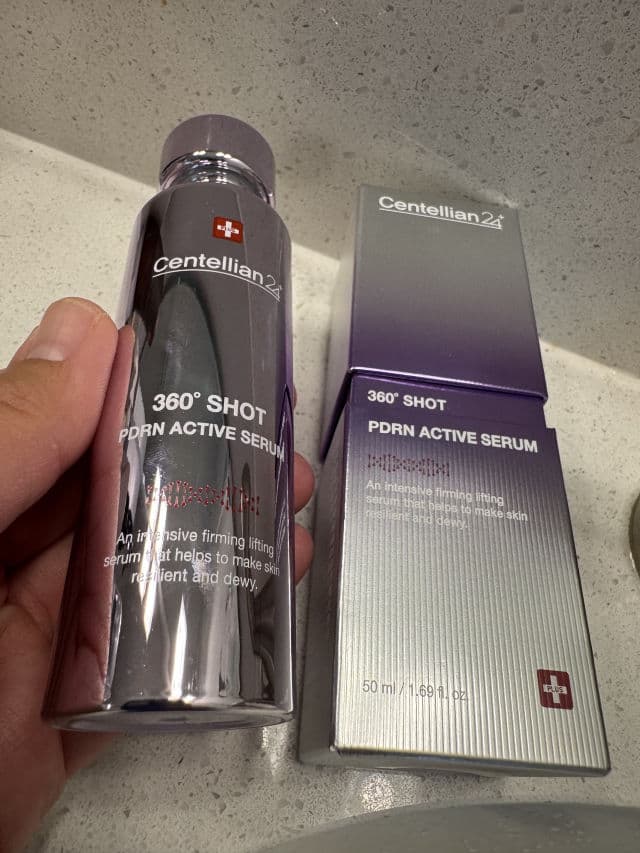 PLUS
Centellian24+
360° SHOT
PDRN ACTIVE SERUM
An intensive firming lifting
serum that helps to make skin
resilient and dewy.
Centellian24+
360° SHOT
PDRN ACTIVE SERUM
An intensive firming lifting
serum that helps to make skin
resilient and dewy.
50 ml / 1.69 fl. oz.
PLUS